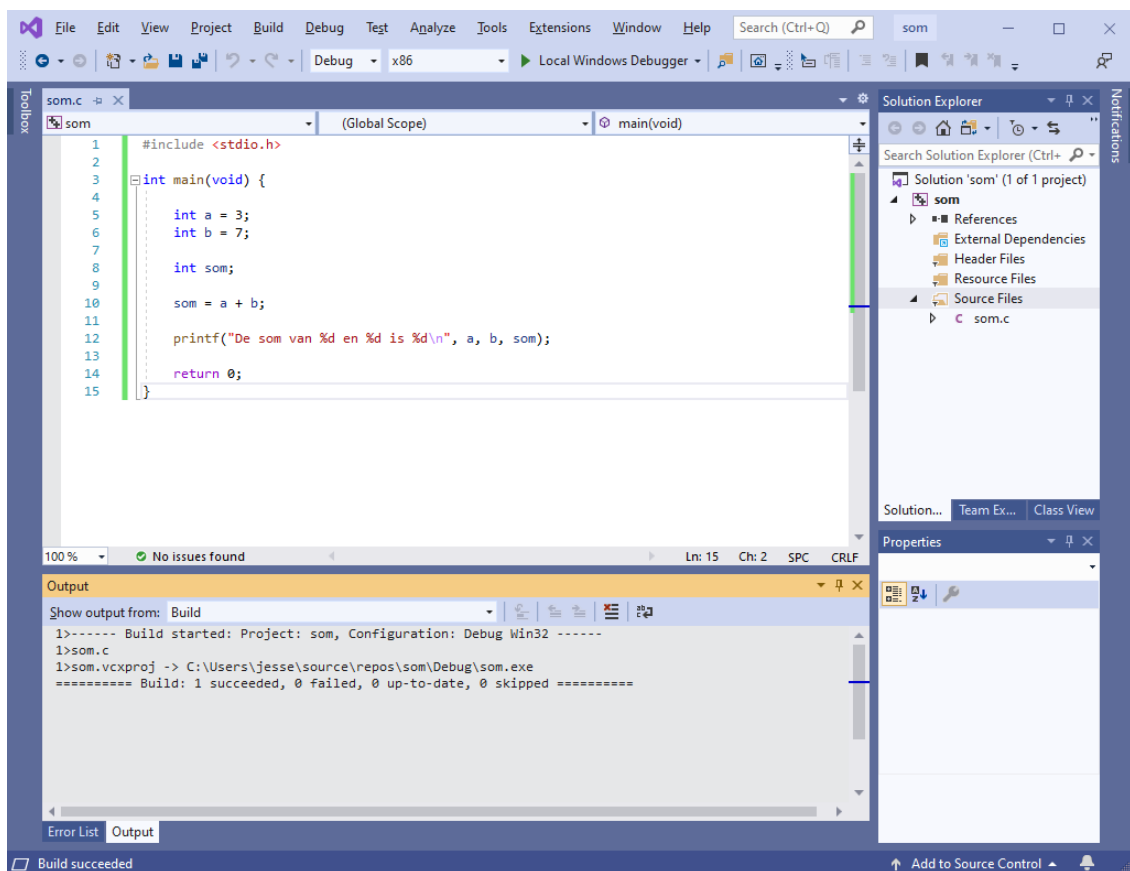 File Edit View Project Build Debug Test Analyze Tools Extensions Window Help Search (Ctrl+Q) som
Debug x86 Local Windows Debugger
Toolbox
som.c
som (Global Scope) main(void)
1 #include <stdio.h>
2
3 int main(void) {
4
5 int a = 3;
6 int b = 7;
7
8 int som;
9
10 som = a + b;
11
12 printf("De som van %d en %d is %d\n", a, b, som);
13
14 return 0;
15 }
100 % No issues found Ln: 15 Ch: 2 SPC CRLF
Output
Show output from: Build
1>------ Build started: Project: som, Configuration: Debug Win32 ------
1>som.c
1>som.vcxproj -> C:\Users\jesse\source\repos\som\Debug\som.exe
========== Build: 1 succeeded, 0 failed, 0 up-to-date, 0 skipped ==========
Error List Output
Solution Explorer
Search Solution Explorer (Ctrl+
Solution 'som' (1 of 1 project)
som
References
External Dependencies
Header Files
Resource Files
Source Files
C som.c
Solution... Team Ex... Class View
Properties
Notifications
Build succeeded Add to Source Control